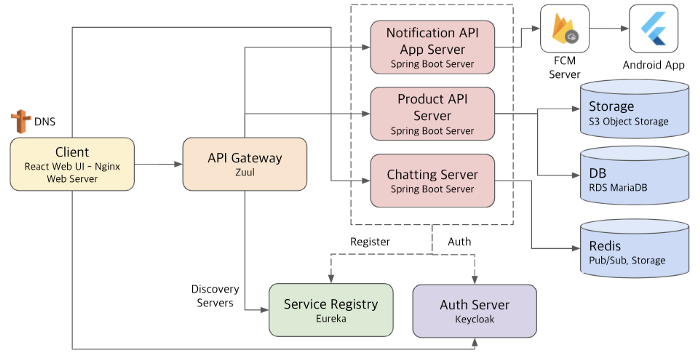 Notification API
App Server
Spring Boot Server
FCM
Server
Android App
Product API
Server
Spring Boot Server
Storage
S3 Object Storage
DNS
Client
React Web UI – Nginx
Web Server
API Gateway
Zuul
Chatting Server
Spring Boot Server
DB
RDS MariaDB
Redis
Pub/Sub, Storage
Register
Auth
Discovery
Servers
Service Registry
Eureka
Auth Server
Keycloak